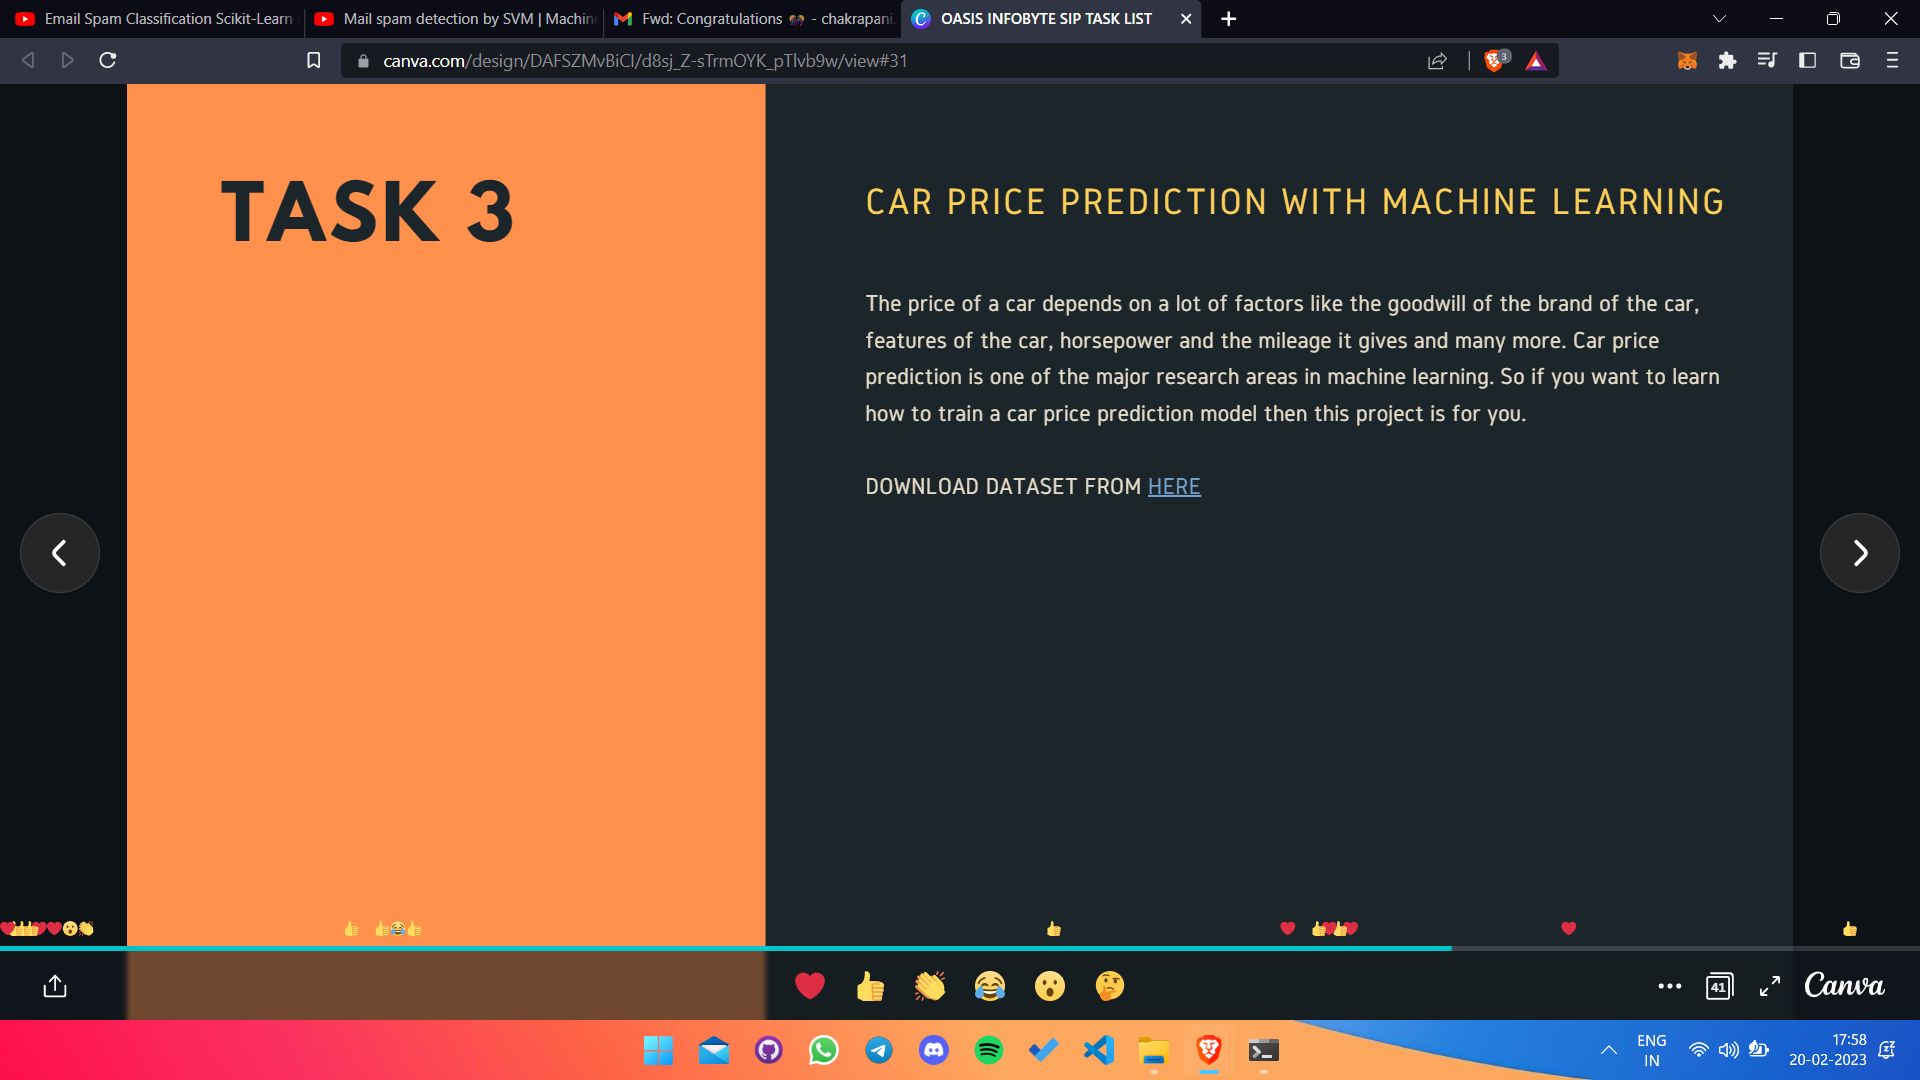 Email Spam Classification Scikit-Learn
Mail spam detection by SVM | Machin
Fwd: Congratulations - chakrapani.
OASIS INFOBYTE SIP TASK LIST
canva.com/design/DAFSZMvBiCI/d8sj_Z-sTrmOYK_pTlvb9w/view#31
3
TASK 3
CAR PRICE PREDICTION WITH MACHINE LEARNING
The price of a car depends on a lot of factors like the goodwill of the brand of the car,
features of the car, horsepower and the mileage it gives and many more. Car price
prediction is one of the major research areas in machine learning. So if you want to learn
how to train a car price prediction model then this project is for you.
DOWNLOAD DATASET FROM HERE
41
Canva
ENG
IN
17:58
20-02-2023